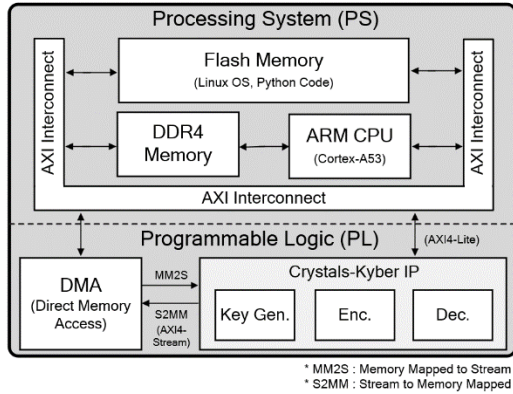 Processing System (PS)
AXI Interconnect
Flash Memory
(Linux OS, Python Code)
DDR4
Memory
ARM CPU
(Cortex-A53)
AXI Interconnect
AXI Interconnect
Programmable Logic (PL)
(AXI4-Lite)
DMA
(Direct Memory
Access)
MM2S
S2MM
(AXI4-
Stream)
Crystals-Kyber IP
Key Gen.
Enc.
Dec.
* MM2S : Memory Mapped to Stream
* S2MM : Stream to Memory Mapped